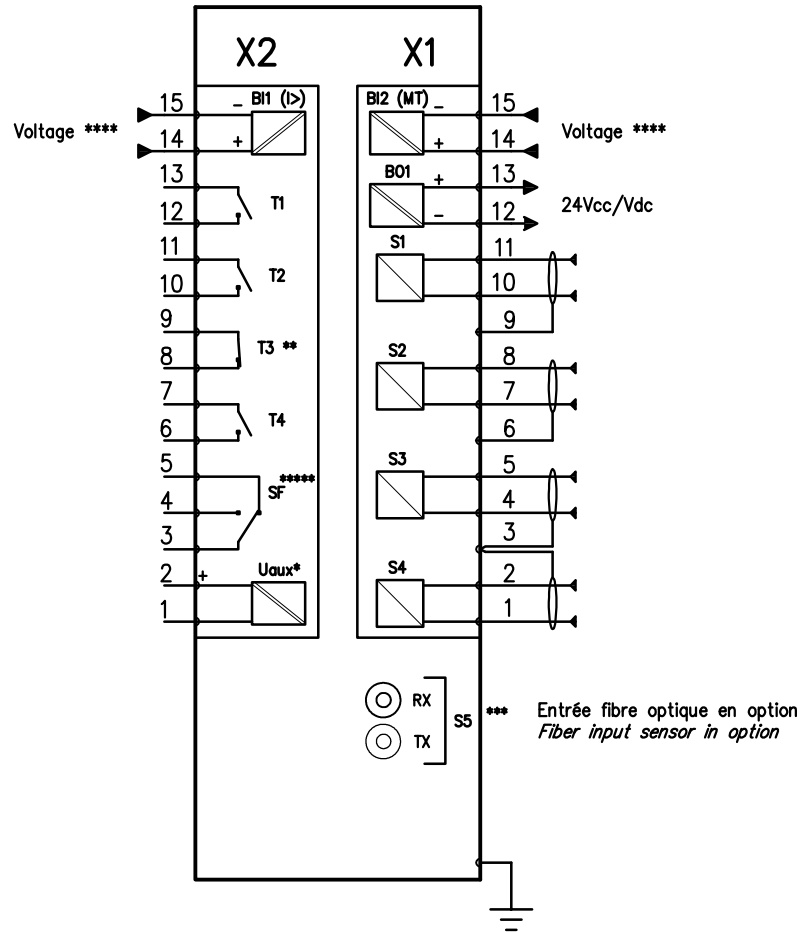 X2
X1
15
BI1 (I>)
–
Voltage ****
14
+
13
T1
12
11
T2
10
9
T3 **
8
7
T4
6
5
SF *****
4
3
2
+
Uaux*
1
BI2 (MT)
–
15
Voltage ****
+
14
BO1
+
13
24Vcc/Vdc
–
12
S1
11
10
9
S2
8
7
6
S3
5
4
3
S4
2
1
RX
S5
***
TX
Entrée fibre optique en option
Fiber input sensor in option